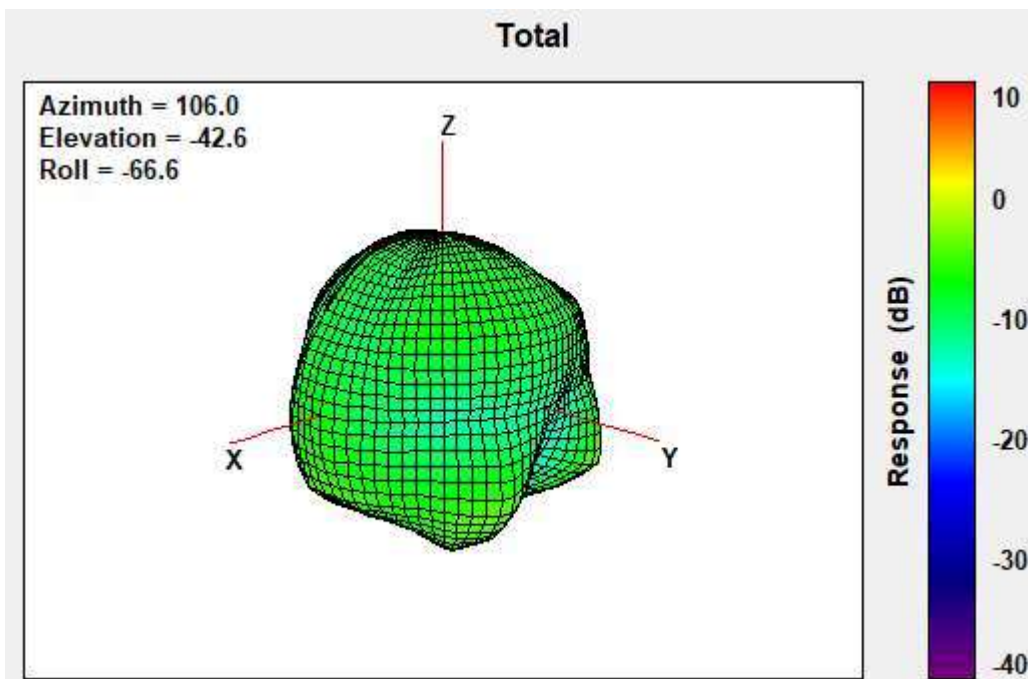 Total
Azimuth = 106.0
Elevation = -42.6
Roll = -66.6
Z
X
Y
Response (dB)
10
0
-10
-20
-30
-40